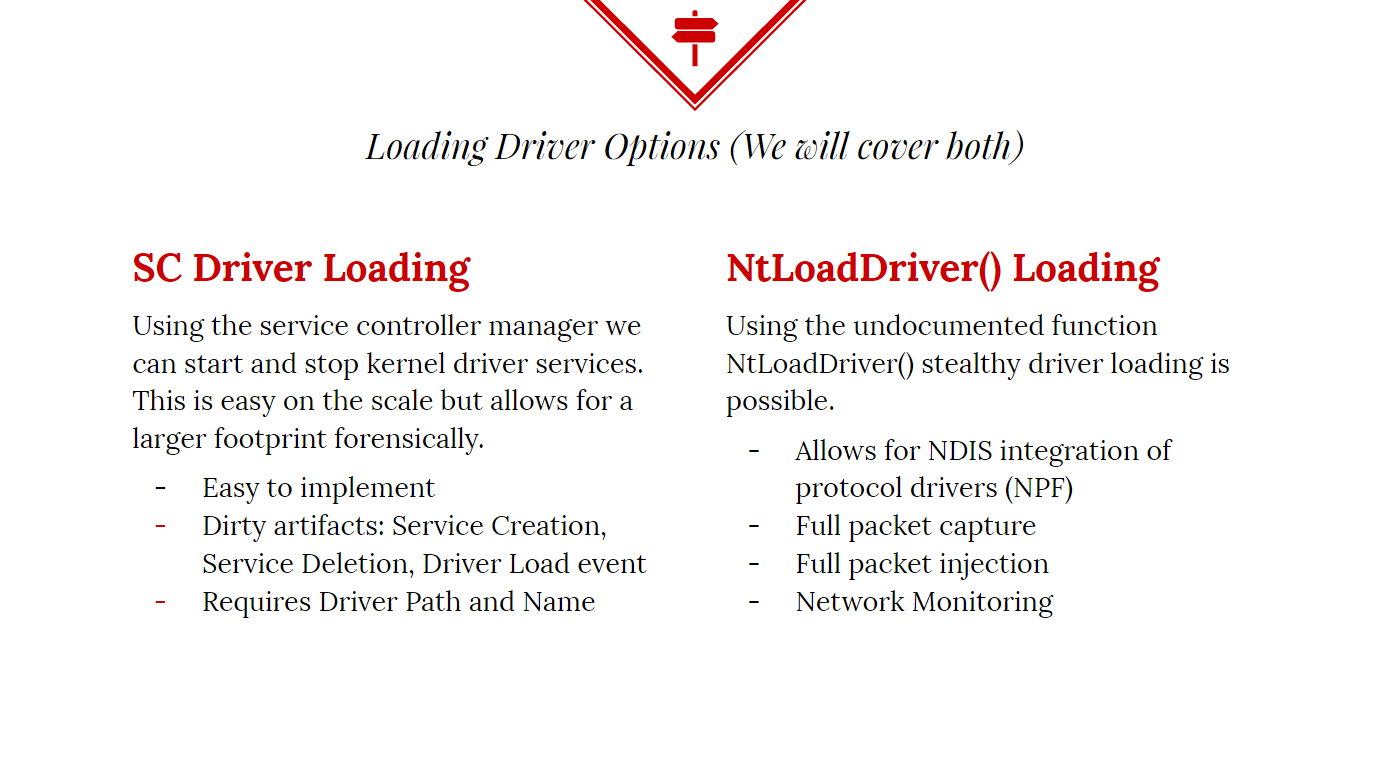 Loading Driver Options (We will cover both)
SC Driver Loading
Using the service controller manager we
can start and stop kernel driver services.
This is easy on the scale but allows for a
larger footprint forensically.
- Easy to implement
- Dirty artifacts: Service Creation,
Service Deletion, Driver Load event
- Requires Driver Path and Name
NtLoadDriver() Loading
Using the undocumented function
NtLoadDriver() stealthy driver loading is
possible.
- Allows for NDIS integration of
protocol drivers (NPF)
- Full packet capture
- Full packet injection
- Network Monitoring